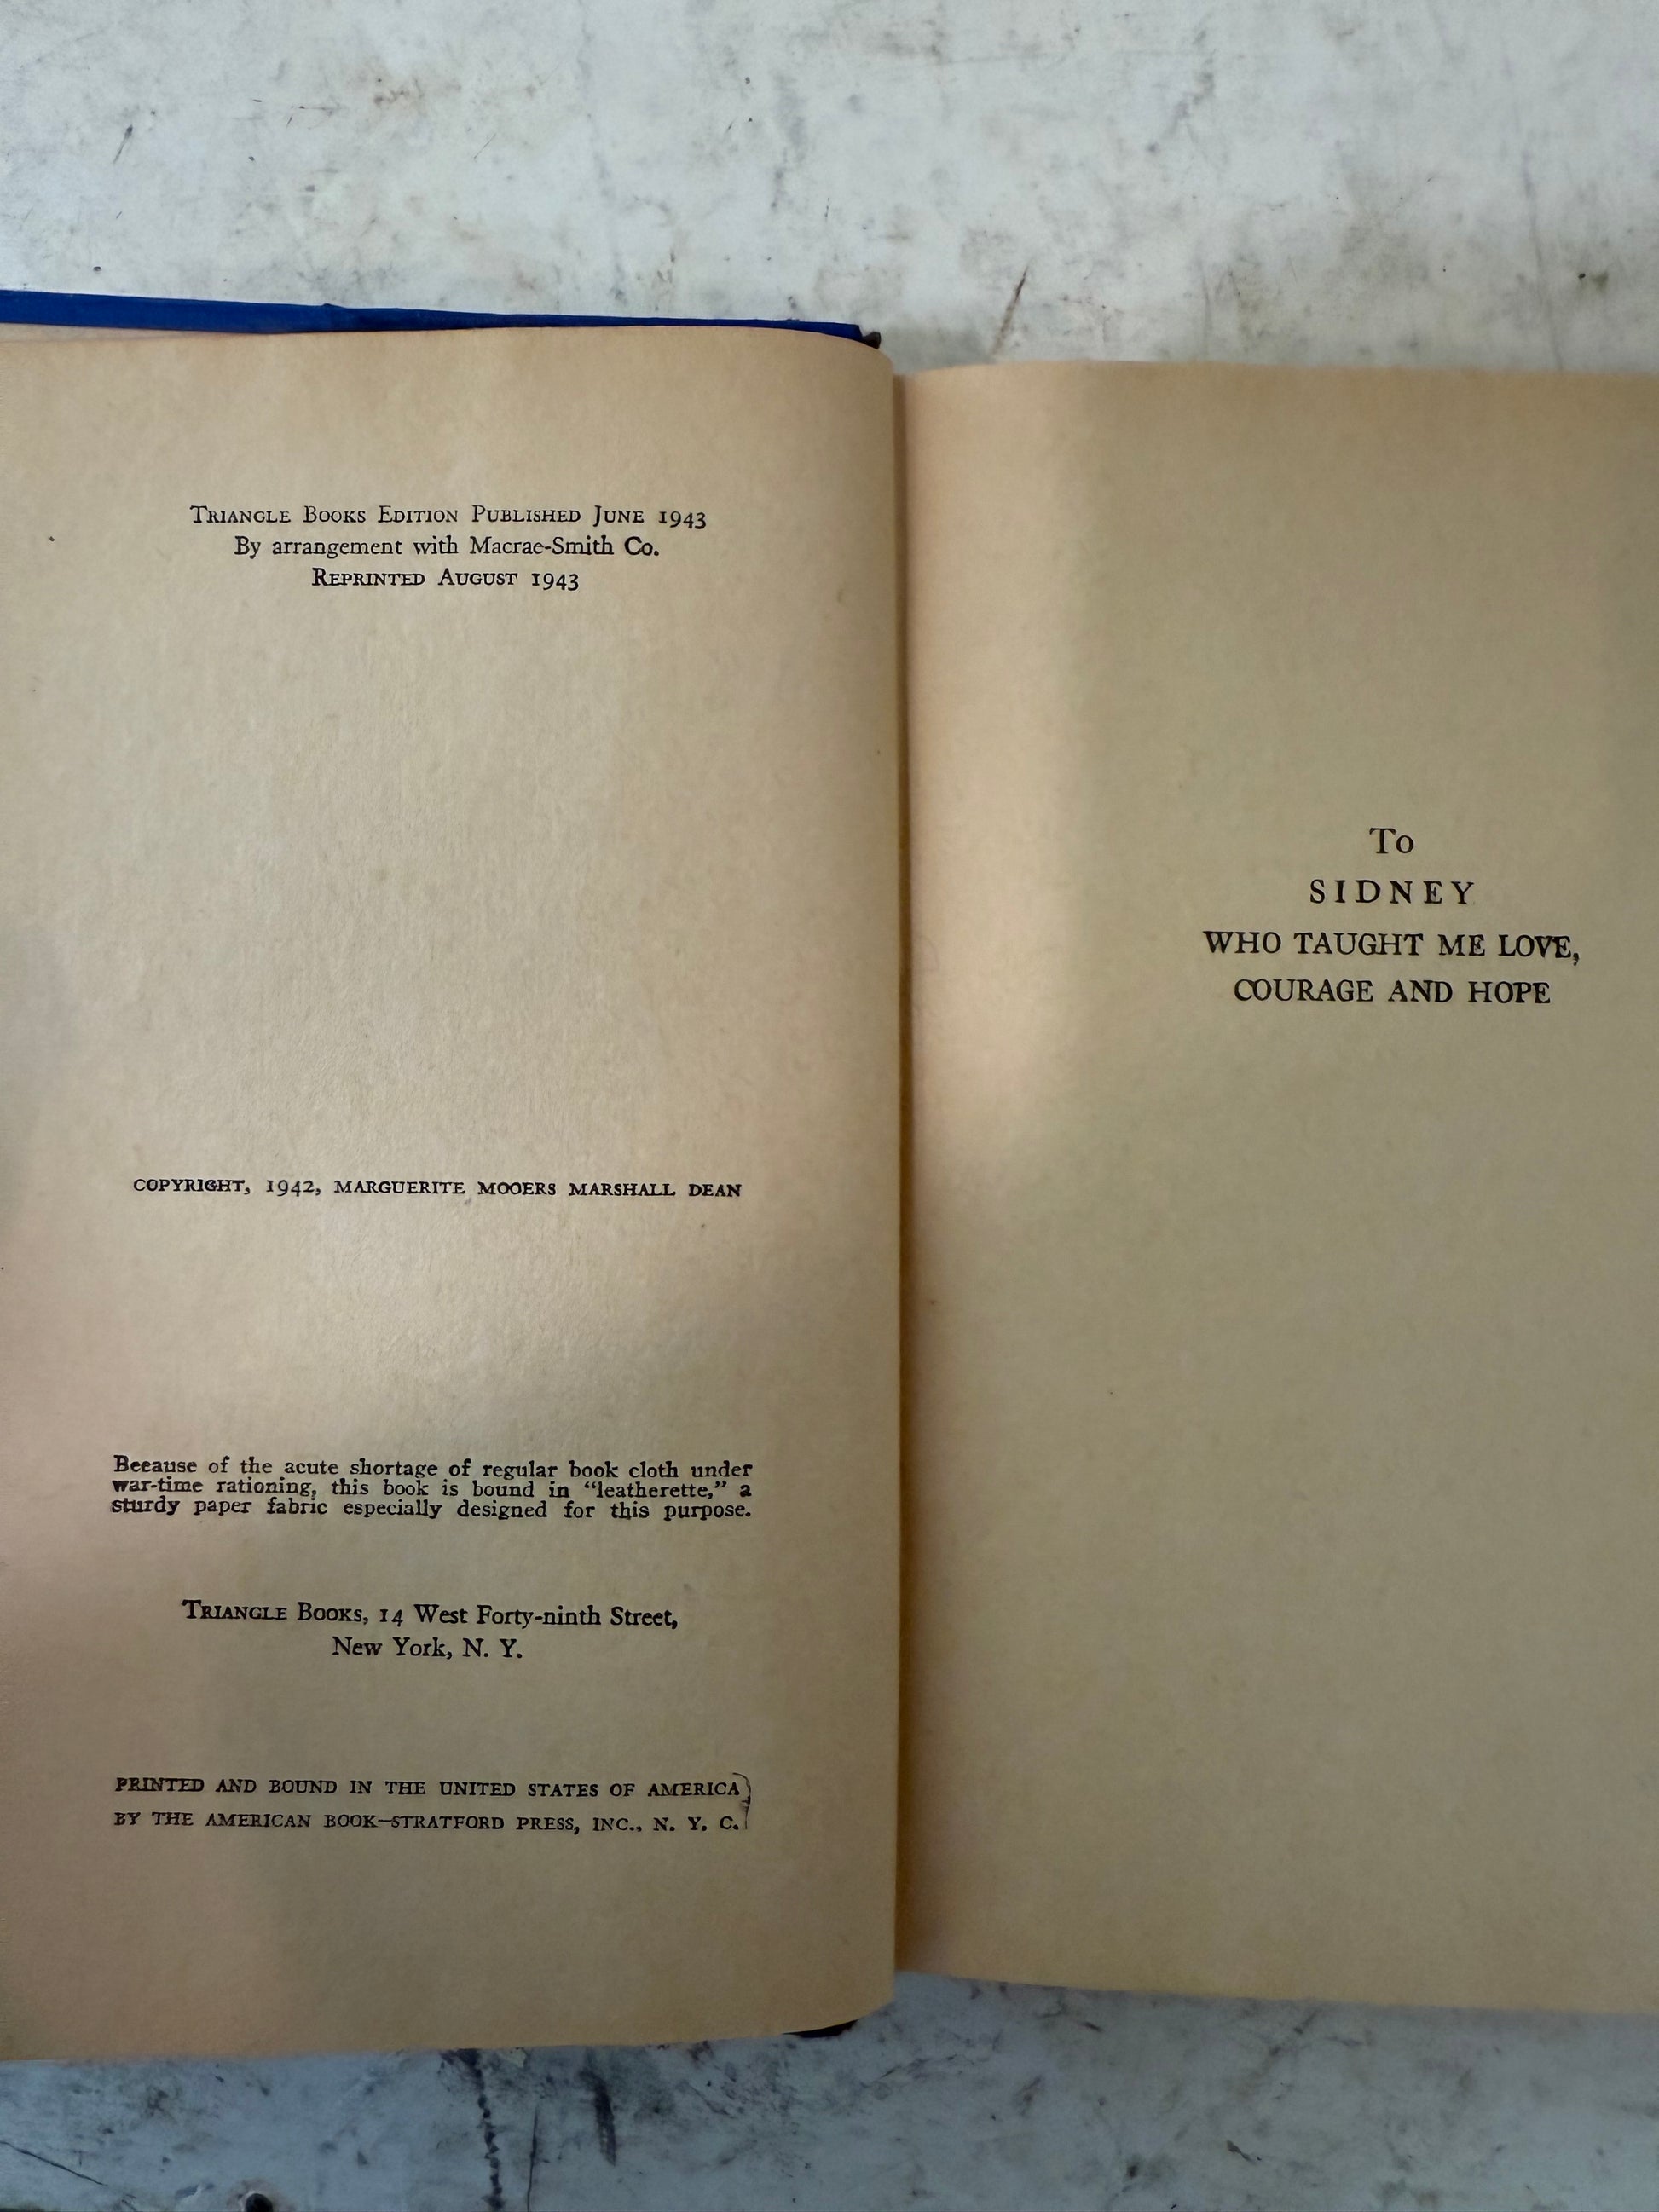 Triangle Books Edition Published June 1943
By arrangement with Macrae-Smith Co.
Reprinted August 1943
COPYRIGHT, 1942, MARGUERITE MOOERS MARSHALL DEAN
Because of the acute shortage of regular book cloth under
war-time rationing, this book is bound in “leatherette,” a
sturdy paper fabric especially designed for this purpose.
Triangle Books, 14 West Forty-ninth Street,
New York, N. Y.
PRINTED AND BOUND IN THE UNITED STATES OF AMERICA
BY THE AMERICAN BOOK—STRATFORD PRESS, INC., N. Y. C.
To
SIDNEY
WHO TAUGHT ME LOVE,
COURAGE AND HOPE